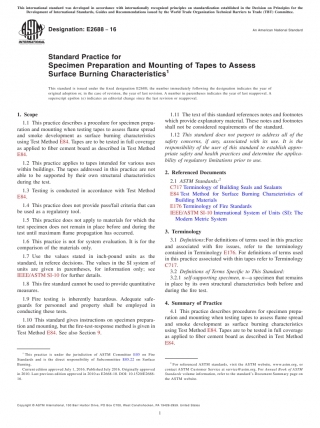 This international standard was developed in accordance with internationally recognized principles on standardization established in the Decision on Principles for the
Development of International Standards, Guides and Recommendations issued by the World Trade Organization Technical Barriers to Trade (TBT) Committee.
Designation: E2688 – 16
An American National Standard
INTERNATIONAL
Standard Practice for
Specimen Preparation and Mounting of Tapes to Assess
Surface Burning Characteristics1
This standard is issued under the fixed designation E2688; the number immediately following the designation indicates the year of
original adoption or, in the case of revision, the year of last revision. A number in parentheses indicates the year of last reapproval. A
superscript epsilon (ε) indicates an editorial change since the last revision or reapproval.
1. Scope
1.1 This practice describes a procedure for specimen preparation
and mounting when testing tapes to assess flame spread
and smoke development as surface burning characteristics
using Test Method E84. Tapes are to be tested in full coverage
as applied to fiber cement board as described in Test Method
E84.
1.2 This practice applies to tapes intended for various uses
within buildings. The tapes addressed in this practice are not
able to be supported by their own structural characteristics
during the test.
1.3 Testing is conducted in accordance with Test Method
E84.
1.4 This practice does not provide pass/fail criteria that can
be used as a regulatory tool.
1.5 This practice does not apply to materials for which the
test specimen does not remain in place before and during the
test until maximum flame propagation has occurred.
1.6 This practice is not for system evaluation. It is for the
comparison of the materials only.
1.7 Use the values stated in inch-pound units as the
standard, in referee decisions. The values in the SI system of
units are given in parentheses, for information only; see
IEEE/ASTM SI-10 for further details.
1.8 This fire standard cannot be used to provide quantitative
measures.
1.9 Fire testing is inherently hazardous. Adequate safeguards
for personnel and property shall be employed in
conducting these tests.
1.10 This standard gives instructions on specimen preparation
and mounting, but the fire-test-response method is given in
Test Method E84. See also Section 9.
1 This practice is under the jurisdiction of ASTM Committee E05 on Fire
Standards and is the direct responsibility of Subcommittee E05.22 on Surface
Burning.
Current edition approved July 1, 2016. Published July 2016. Originally approved
in 2010. Last previous edition approved in 2010 as E2688-10. DOI: 10.1520/E2688-
16.
1.11 The text of this standard references notes and footnotes
which provide explanatory material. These notes and footnotes
shall not be considered requirements of the standard.
1.12 This standard does not purport to address all of the
safety concerns, if any, associated with its use. It is the
responsibility of the user of this standard to establish appropriate
safety and health practices and determine the applicability
of regulatory limitations prior to use.
2. Referenced Documents
2.1 ASTM Standards:2
C717 Terminology of Building Seals and Sealants
E84 Test Method for Surface Burning Characteristics of
Building Materials
E176 Terminology of Fire Standards
IEEE/ASTM SI-10 International System of Units (SI): The
Modern Metric System
3. Terminology
3.1 Definitions: For definitions of terms used in this practice
and associated with fire issues, refer to the terminology
contained in Terminology E176. For definitions of terms used
in this practice associated with tapes refer to Terminology
C717.
3.2 Definitions of Terms Specific to This Standard:
3.2.1 self-supporting specimen, n—a specimen that remains
in place by its own structural characteristics both before and
during the fire test.
4. Summary of Practice
4.1 This practice describes procedures for specimen preparation
and mounting when testing tapes to assess flame spread
and smoke development as surface burning characteristics
using Test Method E84. Tapes are to be tested in full coverage
as applied to fiber cement board as described in Test Method
E84.
2 For referenced ASTM standards, visit the ASTM website, www.astm.org, or
contact ASTM Customer Service at service@astm.org. For Annual Book of ASTM
Standards volume information, refer to the standard's Document Summary page on
the ASTM website.
Copyright © ASTM International, 100 Barr Harbor Drive, PO Box C700, West Conshohocken, PA 19428-2959. United States
1